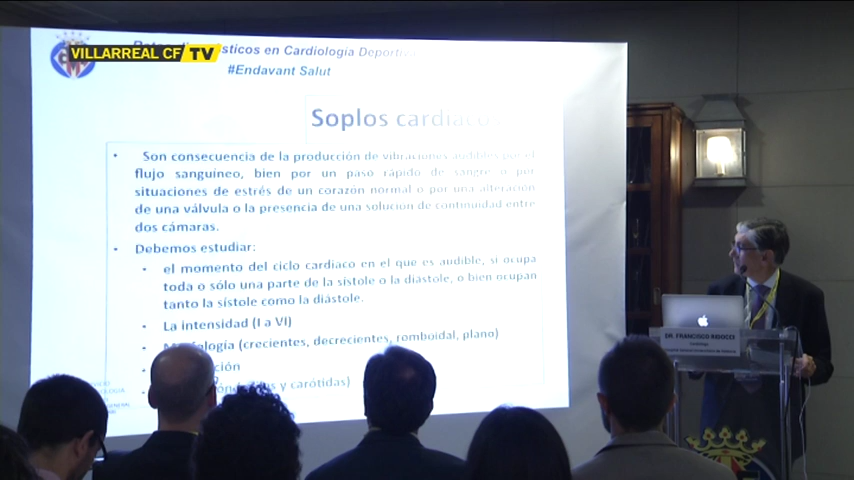 VILLARREAL CF TV
en Cardiología Deportiva
#Endavant Salut
Soplos cardíacos
• Son consecuencia de la producción de vibraciones audibles por el
flujo sanguíneo, bien por un paso rápido de sangre o por
situaciones de estrés de un corazón normal o por una alteración
de una válvula o la presencia de una solución de continuidad entre
dos cámaras.
• Debemos estudiar:
• el momento del ciclo cardíaco en el que es audible, si ocupa
toda o sólo una parte de la sístole o la diástole, o bien ocupan
tanto la sístole como la diástole.
• La intensidad (I a VI)
(crecientes, decrecientes, romboidal, plano)
y carótidas)
GENERAL
DR. FRANCISCO RIDOCCI